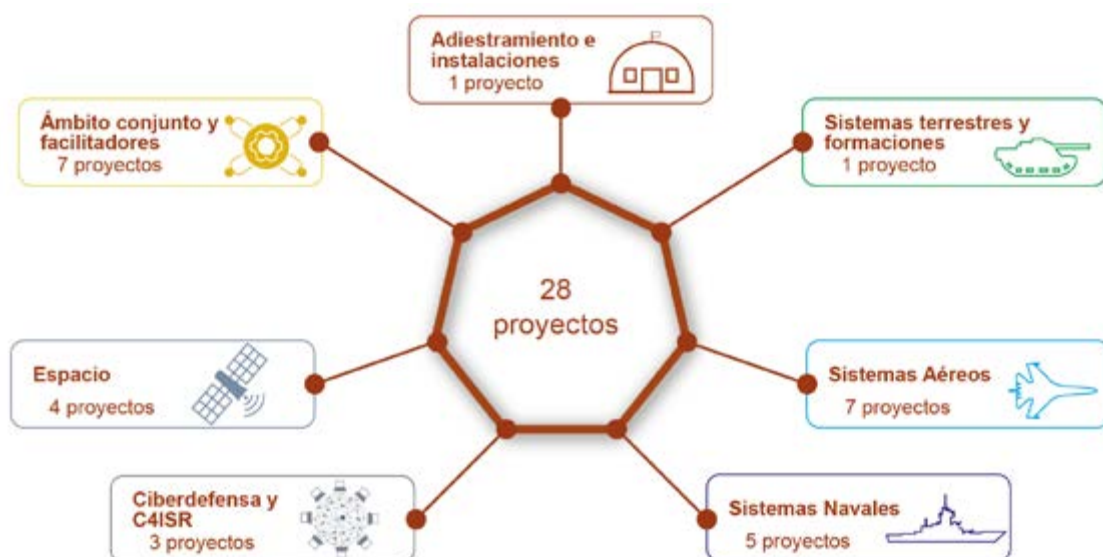 Adiestramiento e
instalaciones
1 proyecto
Ámbito conjunto y
facilitadores
7 proyectos
Sistemas terrestres y
formaciones
1 proyecto
28
proyectos
Espacio
4 proyectos
Sistemas Aéreos
7 proyectos
Ciberdefensa y
C4ISR
3 proyectos
Sistemas Navales
5 proyectos